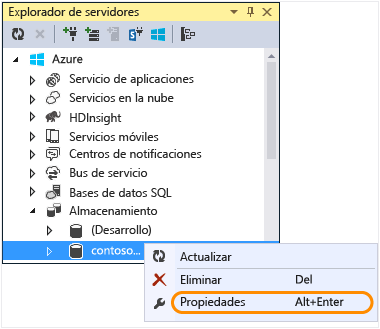 Explorador de servidores
Azure
Servicio de aplicaciones
Servicios en la nube
HDInsight
Servicios móviles
Centros de notificaciones
Bus de servicio
Bases de datos SQL
Almacenamiento
(Desarrollo)
contoso...
Actualizar
Eliminar Del
Propiedades Alt+Enter